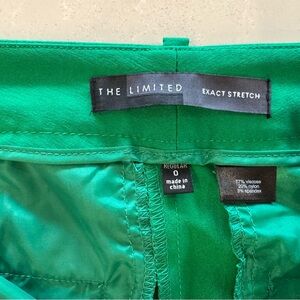 THE LIMITED EXACT STRETCH
REGULAR
0
made in
china
77% viscose
20% nylon
3% spandex